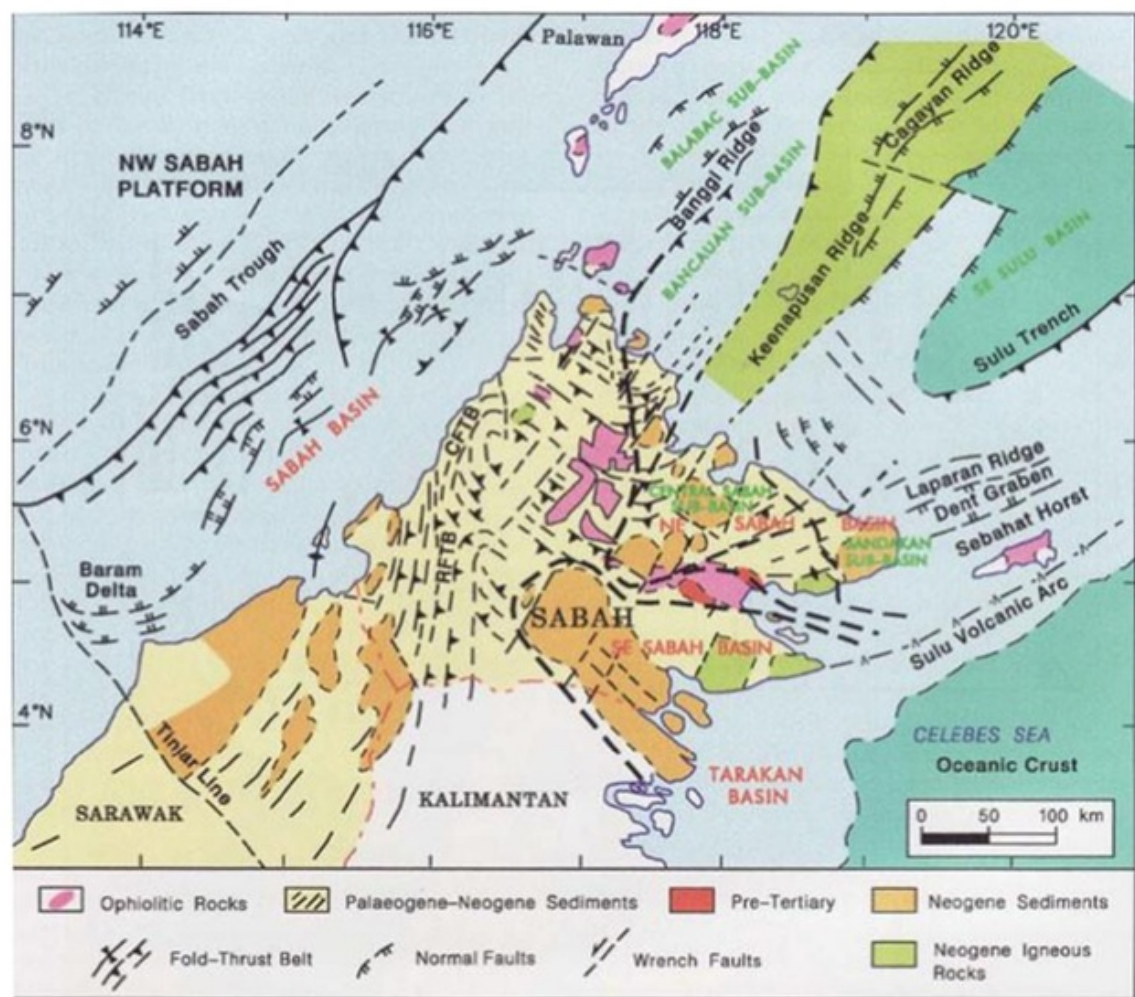 114°E
116°E
118°E
120°E
Palawan
8°N
NW SABAH
PLATFORM
Sabah Trough
BALABAC SUB-BASIN
Banggi Ridge
BANCAUAN SUB-BASIN
Cagayan Ridge
Keenapusan Ridge
SE SULU BASIN
Sulu Trench
6°N
SABAH BASIN
CFTB
RFTB
CENTRAL SABAH
SUB-BASIN
NE SABAH BASIN
SANDAKAN
SUB-BASIN
Laparan Ridge
Dent Graben
Sebahat Horst
Sulu Volcanic Arc
Baram
Delta
SABAH
SE SABAH BASIN
4°N
Tinjar Line
SARAWAK
KALIMANTAN
TARAKAN
BASIN
CELEBES SEA
Oceanic Crust
0 50 100 km
Ophiolitic Rocks
Palaeogene–Neogene Sediments
Pre-Tertiary
Neogene Sediments
Fold-Thrust Belt
Normal Faults
Wrench Faults
Neogene Igneous
Rocks